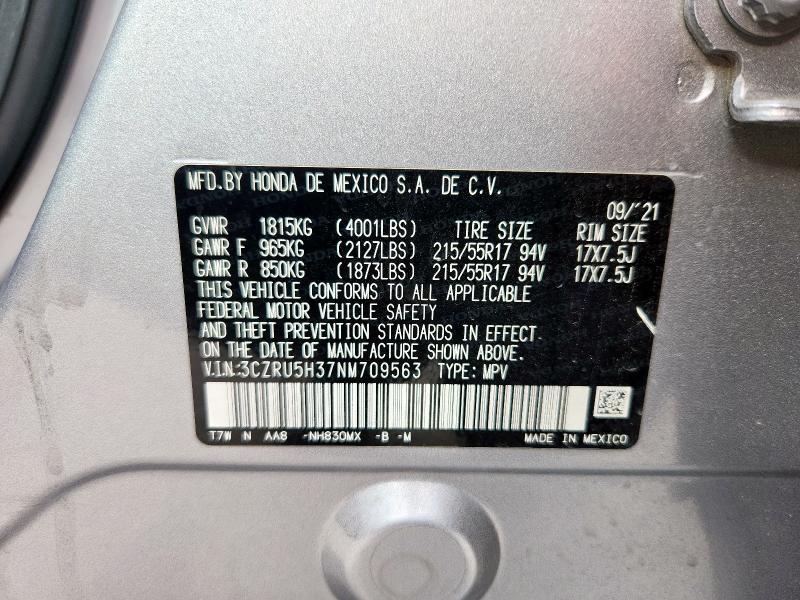 MFD.BY HONDA DE MEXICO S.A. DE C.V.
09/'21
GVWR 1815KG (4001LBS) TIRE SIZE RIM SIZE
GAWR F 965KG (2127LBS) 215/55R17 94V 17X7.5J
GAWR R 850KG (1873LBS) 215/55R17 94V 17X7.5J
THIS VEHICLE CONFORMS TO ALL APPLICABLE
FEDERAL MOTOR VEHICLE SAFETY
AND THEFT PREVENTION STANDARDS IN EFFECT
ON THE DATE OF MANUFACTURE SHOWN ABOVE.
V.I.N.:3CZRU5H37NM709563 TYPE: MPV
T7W N AA8 -NH830MX -B -M MADE IN MEXICO